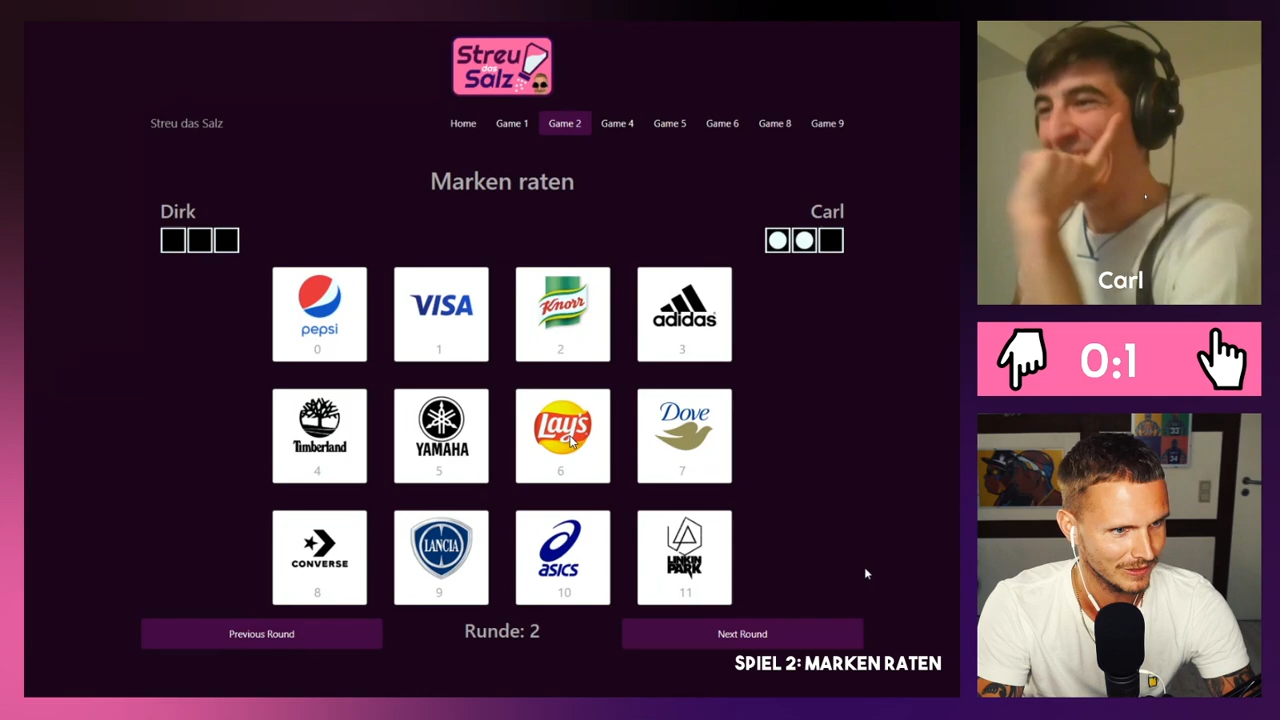 Streu
das
Salz
Streu das Salz
Home Game 1 Game 2 Game 4 Game 5 Game 6 Game 8 Game 9
Marken raten
Dirk
Carl
pepsi
0
VISA
1
Knorr
2
adidas
3
Timberland
4
YAMAHA
5
Lay's
6
Dove
7
CONVERSE
8
LANCIA
9
asics
10
LINKIN
PARK
11
Previous Round
Runde: 2
Next Round
SPIEL 2: MARKEN RATEN
Carl
0:1